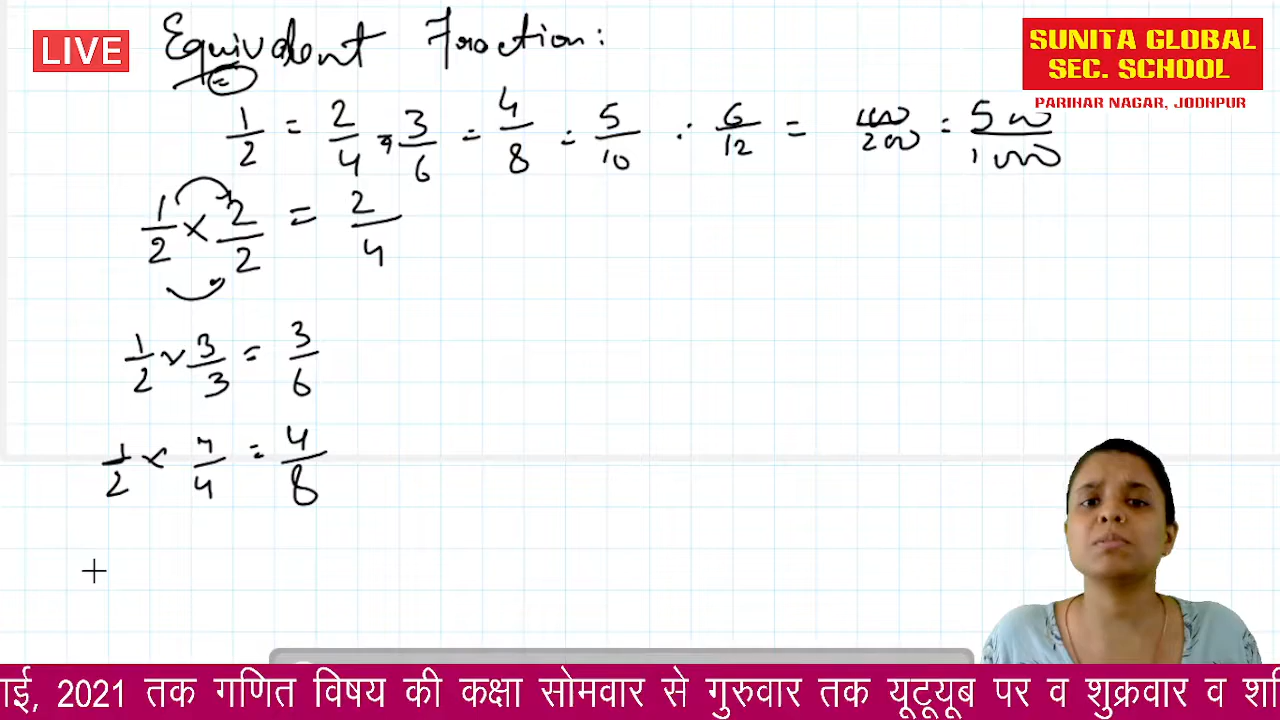 LIVE
Equivalent Fraction:
SUNITA GLOBAL
SEC. SCHOOL
PARIHAR NAGAR, JODHPUR
1/2 = 2/4 = 3/6 = 4/8 = 5/10 = 6/12 = 100/200 = 500/1000
1/2 × 2/2 = 2/4
1/2 × 3/3 = 3/6
1/2 × 4/4 = 4/8
ाई, 2021 तक गणित विषय की कक्षा सोमवार से गुरुवार तक यूटूयूब पर व शुक्रवार व शनि